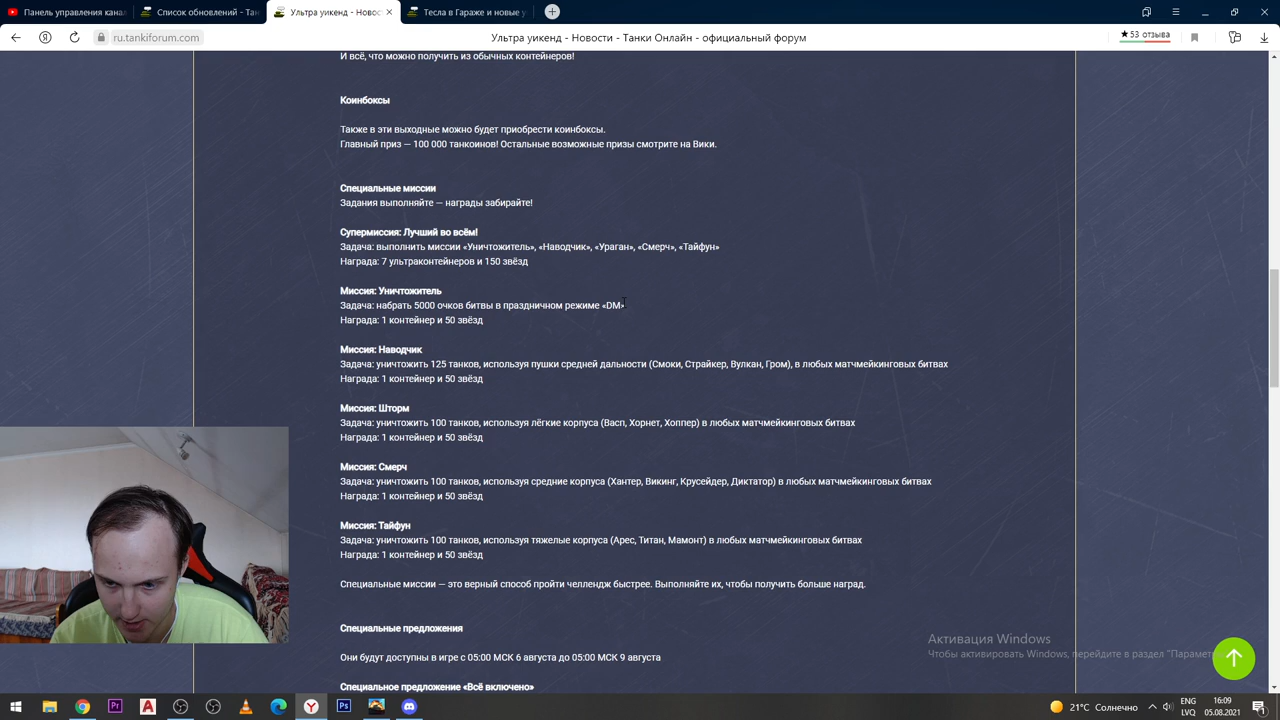 Панель управления канал
Список обновлений - Тан
Ультра уикенд - Новост
Тесла в Гараже и новые у
ru.tankiforum.com
Ультра уикенд - Новости - Танки Онлайн - официальный форум
★53 отзыва
И всё, что можно получить из обычных контейнеров!
Коинбоксы
Также в эти выходные можно будет приобрести коинбоксы.
Главный приз — 100 000 танкоинов! Остальные возможные призы смотрите на Вики.
Специальные миссии
Задания выполняйте — награды забирайте!
Супермиссия: Лучший во всём!
Задача: выполнить миссии «Уничтожитель», «Наводчик», «Ураган», «Смерч», «Тайфун»
Награда: 7 ультраконтейнеров и 150 звёзд
Миссия: Уничтожитель
Задача: набрать 5000 очков битвы в праздничном режиме «DM»
Награда: 1 контейнер и 50 звёзд
Миссия: Наводчик
Задача: уничтожить 125 танков, используя пушки средней дальности (Смоки, Страйкер, Вулкан, Гром), в любых матчмейкинговых битвах
Награда: 1 контейнер и 50 звёзд
Миссия: Шторм
Задача: уничтожить 100 танков, используя лёгкие корпуса (Васп, Хорнет, Хоппер) в любых матчмейкинговых битвах
Награда: 1 контейнер и 50 звёзд
Миссия: Смерч
Задача: уничтожить 100 танков, используя средние корпуса (Хантер, Викинг, Крусейдер, Диктатор) в любых матчмейкинговых битвах
Награда: 1 контейнер и 50 звёзд
Миссия: Тайфун
Задача: уничтожить 100 танков, используя тяжелые корпуса (Арес, Титан, Мамонт) в любых матчмейкинговых битвах
Награда: 1 контейнер и 50 звёзд
Специальные миссии — это верный способ пройти челлендж быстрее. Выполняйте их, чтобы получить больше наград.
Специальные предложения
Они будут доступны в игре с 05:00 МСК 6 августа до 05:00 МСК 9 августа
Специальное предложение «Всё включено»
Активация Windows
Чтобы активировать Windows, перейдите в раздел "Парамет
21°C Солнечно
ENG
LVQ
16:09
05.08.2021